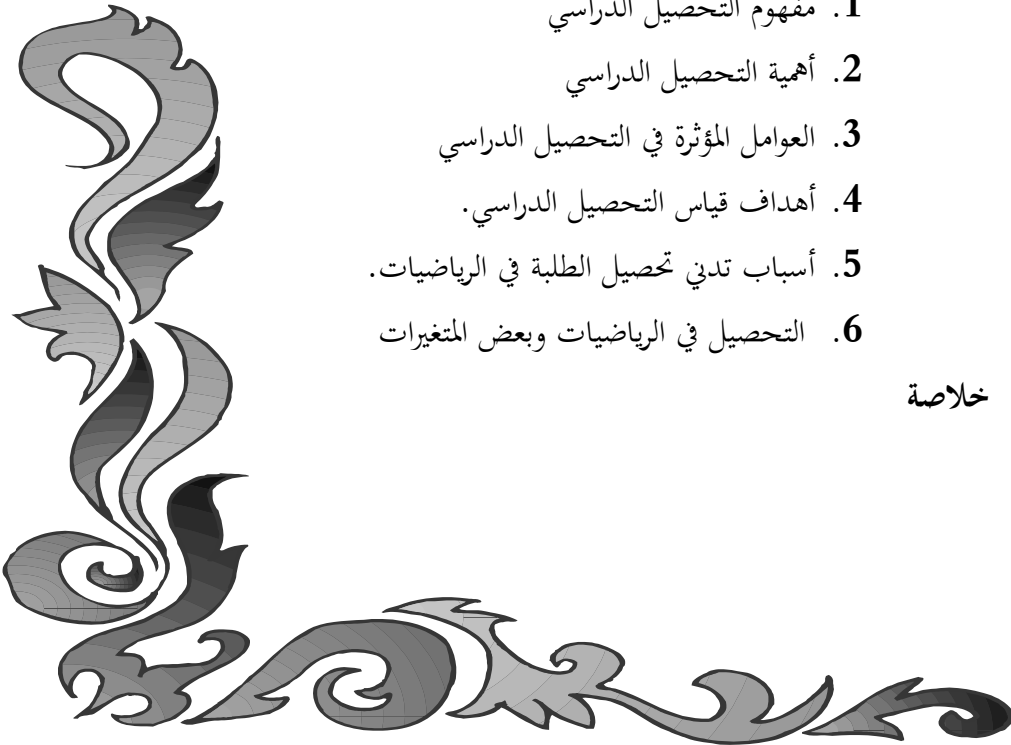 1. مفهوم التحصيل الدراسي
2. أهمية التحصيل الدراسي
3. العوامل المؤثرة في التحصيل الدراسي
4. أهداف قياس التحصيل الدراسي.
5. أسباب تدني تحصيل الطلبة في الرياضيات.
6. التحصيل في الرياضيات وبعض المتغيرات
خلاصة